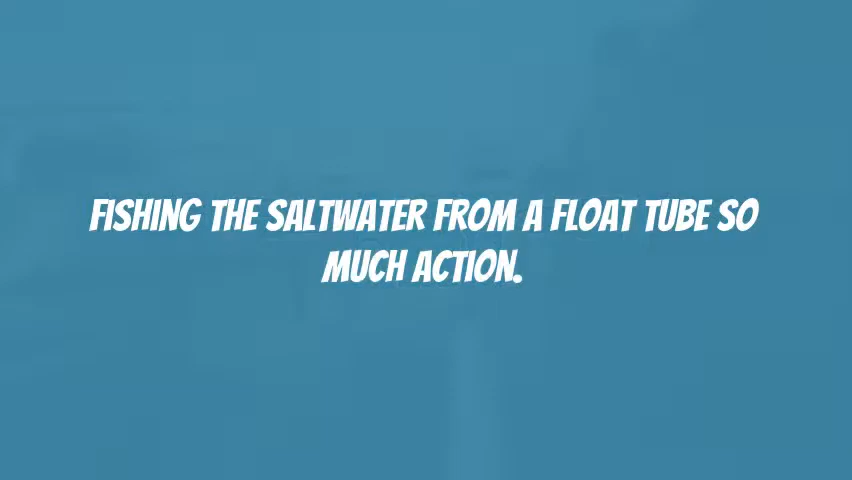 FISHING THE SALTWATER FROM A FLOAT TUBE SO
MUCH ACTION.